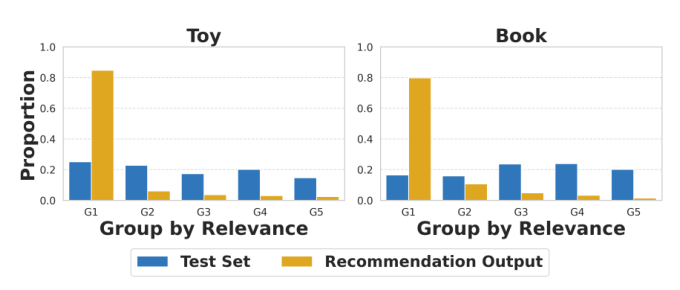 Toy
Proportion
1.0
0.8
0.6
0.4
0.2
0.0
G1 G2 G3 G4 G5
Group by Relevance
Book
1.0
0.8
0.6
0.4
0.2
0.0
G1 G2 G3 G4 G5
Group by Relevance
Test Set Recommendation Output